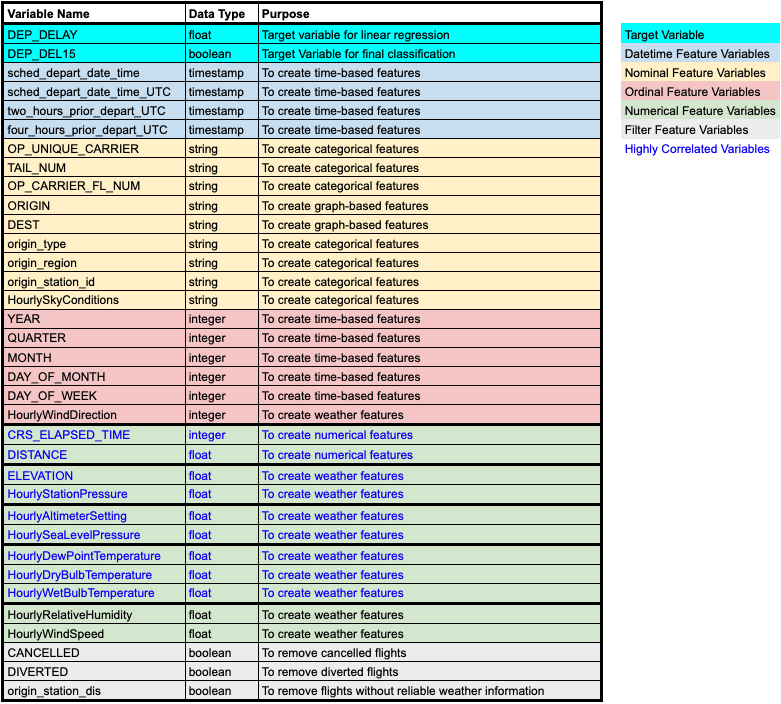 Variable Name Data Type Purpose
DEP_DELAY float Target variable for linear regression
DEP_DEL15 boolean Target Variable for final classification
sched_depart_date_time timestamp To create time-based features
sched_depart_date_time_UTC timestamp To create time-based features
two_hours_prior_depart_UTC timestamp To create time-based features
four_hours_prior_depart_UTC timestamp To create time-based features
OP_UNIQUE_CARRIER string To create categorical features
TAIL_NUM string To create categorical features
OP_CARRIER_FL_NUM string To create categorical features
ORIGIN string To create graph-based features
DEST string To create graph-based features
origin_type string To create categorical features
origin_region string To create categorical features
origin_station_id string To create categorical features
HourlySkyConditions string To create categorical features
YEAR integer To create time-based features
QUARTER integer To create time-based features
MONTH integer To create time-based features
DAY_OF_MONTH integer To create time-based features
DAY_OF_WEEK integer To create time-based features
HourlyWindDirection integer To create weather features
CRS_ELAPSED_TIME integer To create numerical features
DISTANCE float To create numerical features
ELEVATION float To create weather features
HourlyStationPressure float To create weather features
HourlyAltimeterSetting float To create weather features
HourlySeaLevelPressure float To create weather features
HourlyDewPointTemperature float To create weather features
HourlyDryBulbTemperature float To create weather features
HourlyWetBulbTemperature float To create weather features
HourlyRelativeHumidity float To create weather features
HourlyWindSpeed float To create weather features
CANCELLED boolean To remove cancelled flights
DIVERTED boolean To remove diverted flights
origin_station_dis boolean To remove flights without reliable weather information
Target Variable
Datetime Feature Variables
Nominal Feature Variables
Ordinal Feature Variables
Numerical Feature Variables
Filter Feature Variables
Highly Correlated Variables